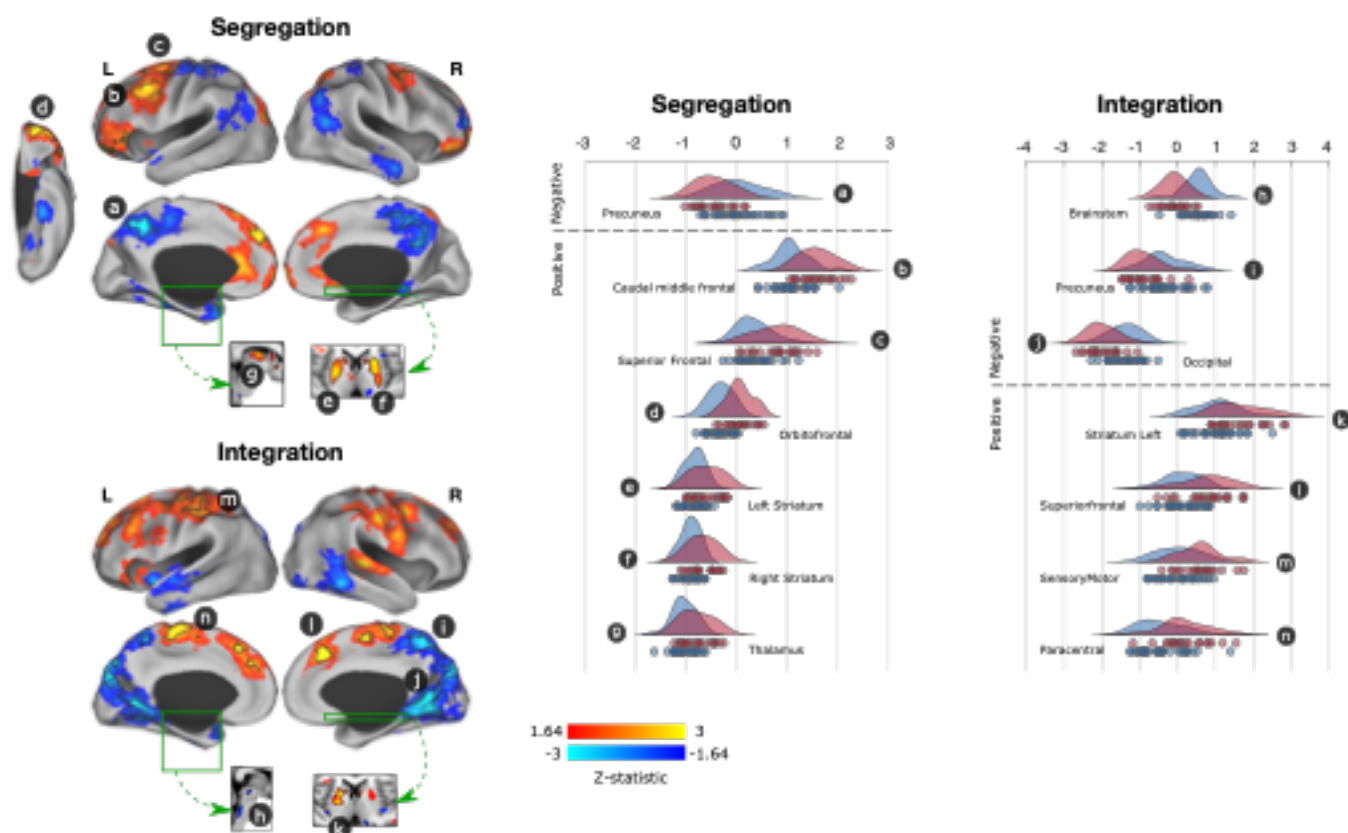 Segregation
c
L
R
b
d
a
g
e
f
Integration
L
R
m
n
l
i
j
h
k
Segregation
-3 -2 -1 0 1 2 3
Negative
Precuneus
a
Positive
Caudal middle frontal
b
Superior Frontal
c
d
Orbitofrontal
e
Left Striatum
f
Right Striatum
g
Thalamus
1.64 3
-3 -1.64
Z-statistic
Integration
-4 -3 -2 -1 0 1 2 3 4
Negative
Brainstem
h
Precuneus
i
j
Occipital
Positive
Striatum Left
k
Superiorfrontal
l
SensoryMotor
m
Paracentral
n